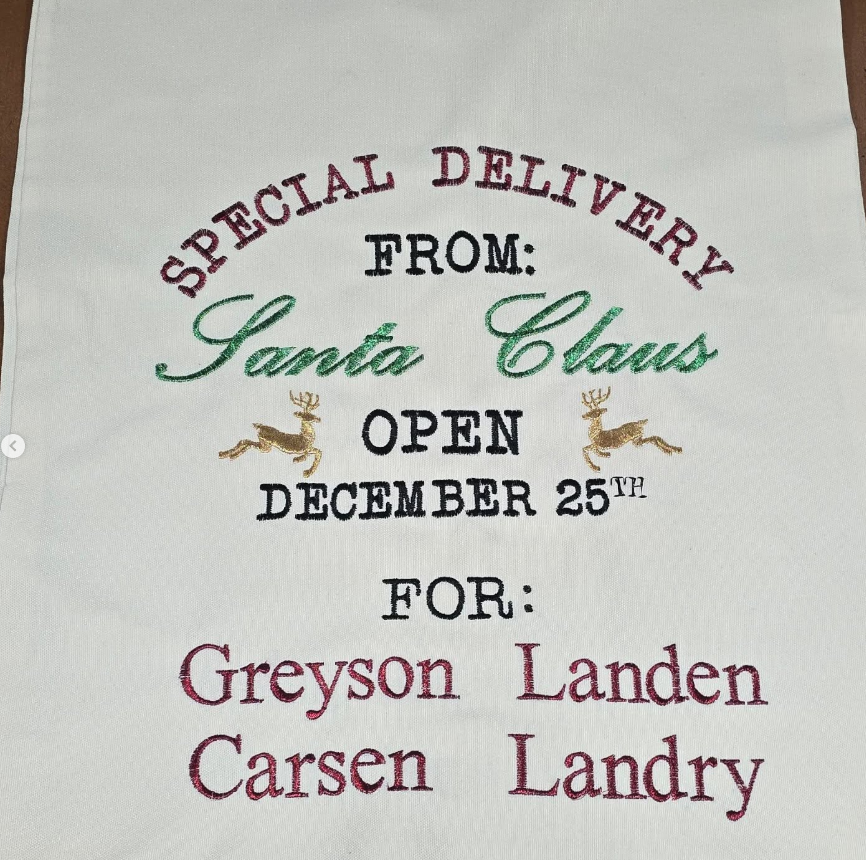 SPECIAL DELIVERY
FROM:
Santa Claus
OPEN
DECEMBER 25TH
FOR:
Greyson Landen
Carsen Landry